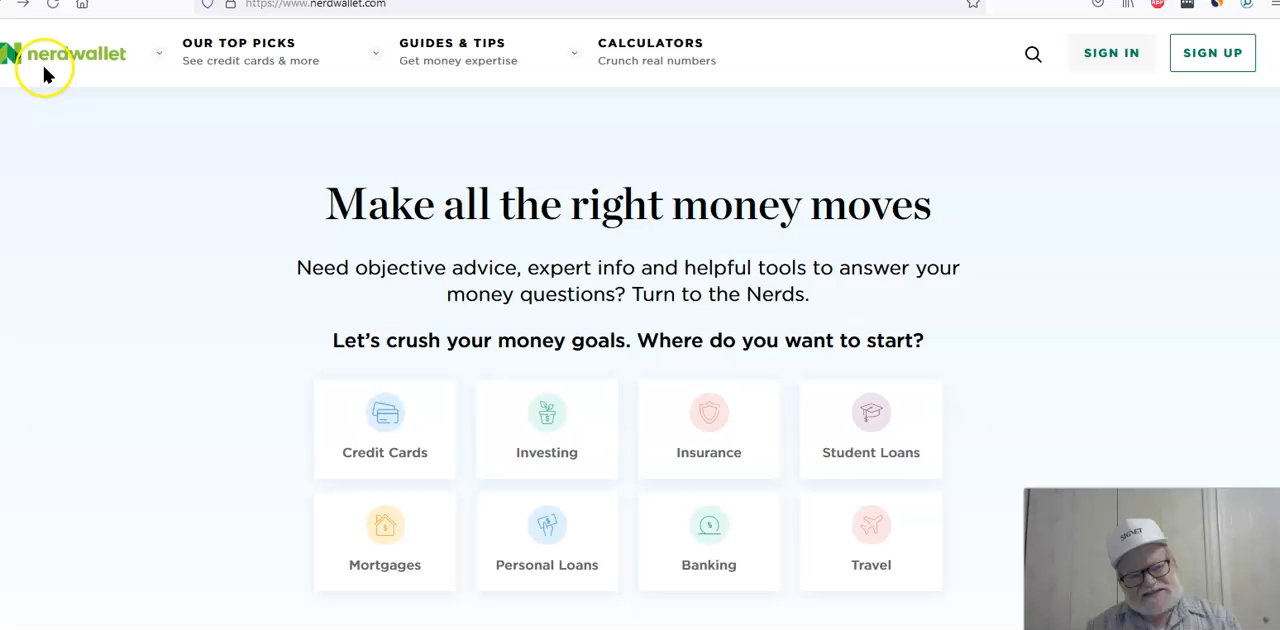 https://www.nerdwallet.com
nerdwallet
OUR TOP PICKS
See credit cards & more
GUIDES & TIPS
Get money expertise
CALCULATORS
Crunch real numbers
SIGN IN
SIGN UP
Make all the right money moves
Need objective advice, expert info and helpful tools to answer your
money questions? Turn to the Nerds.
Let's crush your money goals. Where do you want to start?
Credit Cards
Investing
Insurance
Student Loans
Mortgages
Personal Loans
Banking
Travel
SIGNET